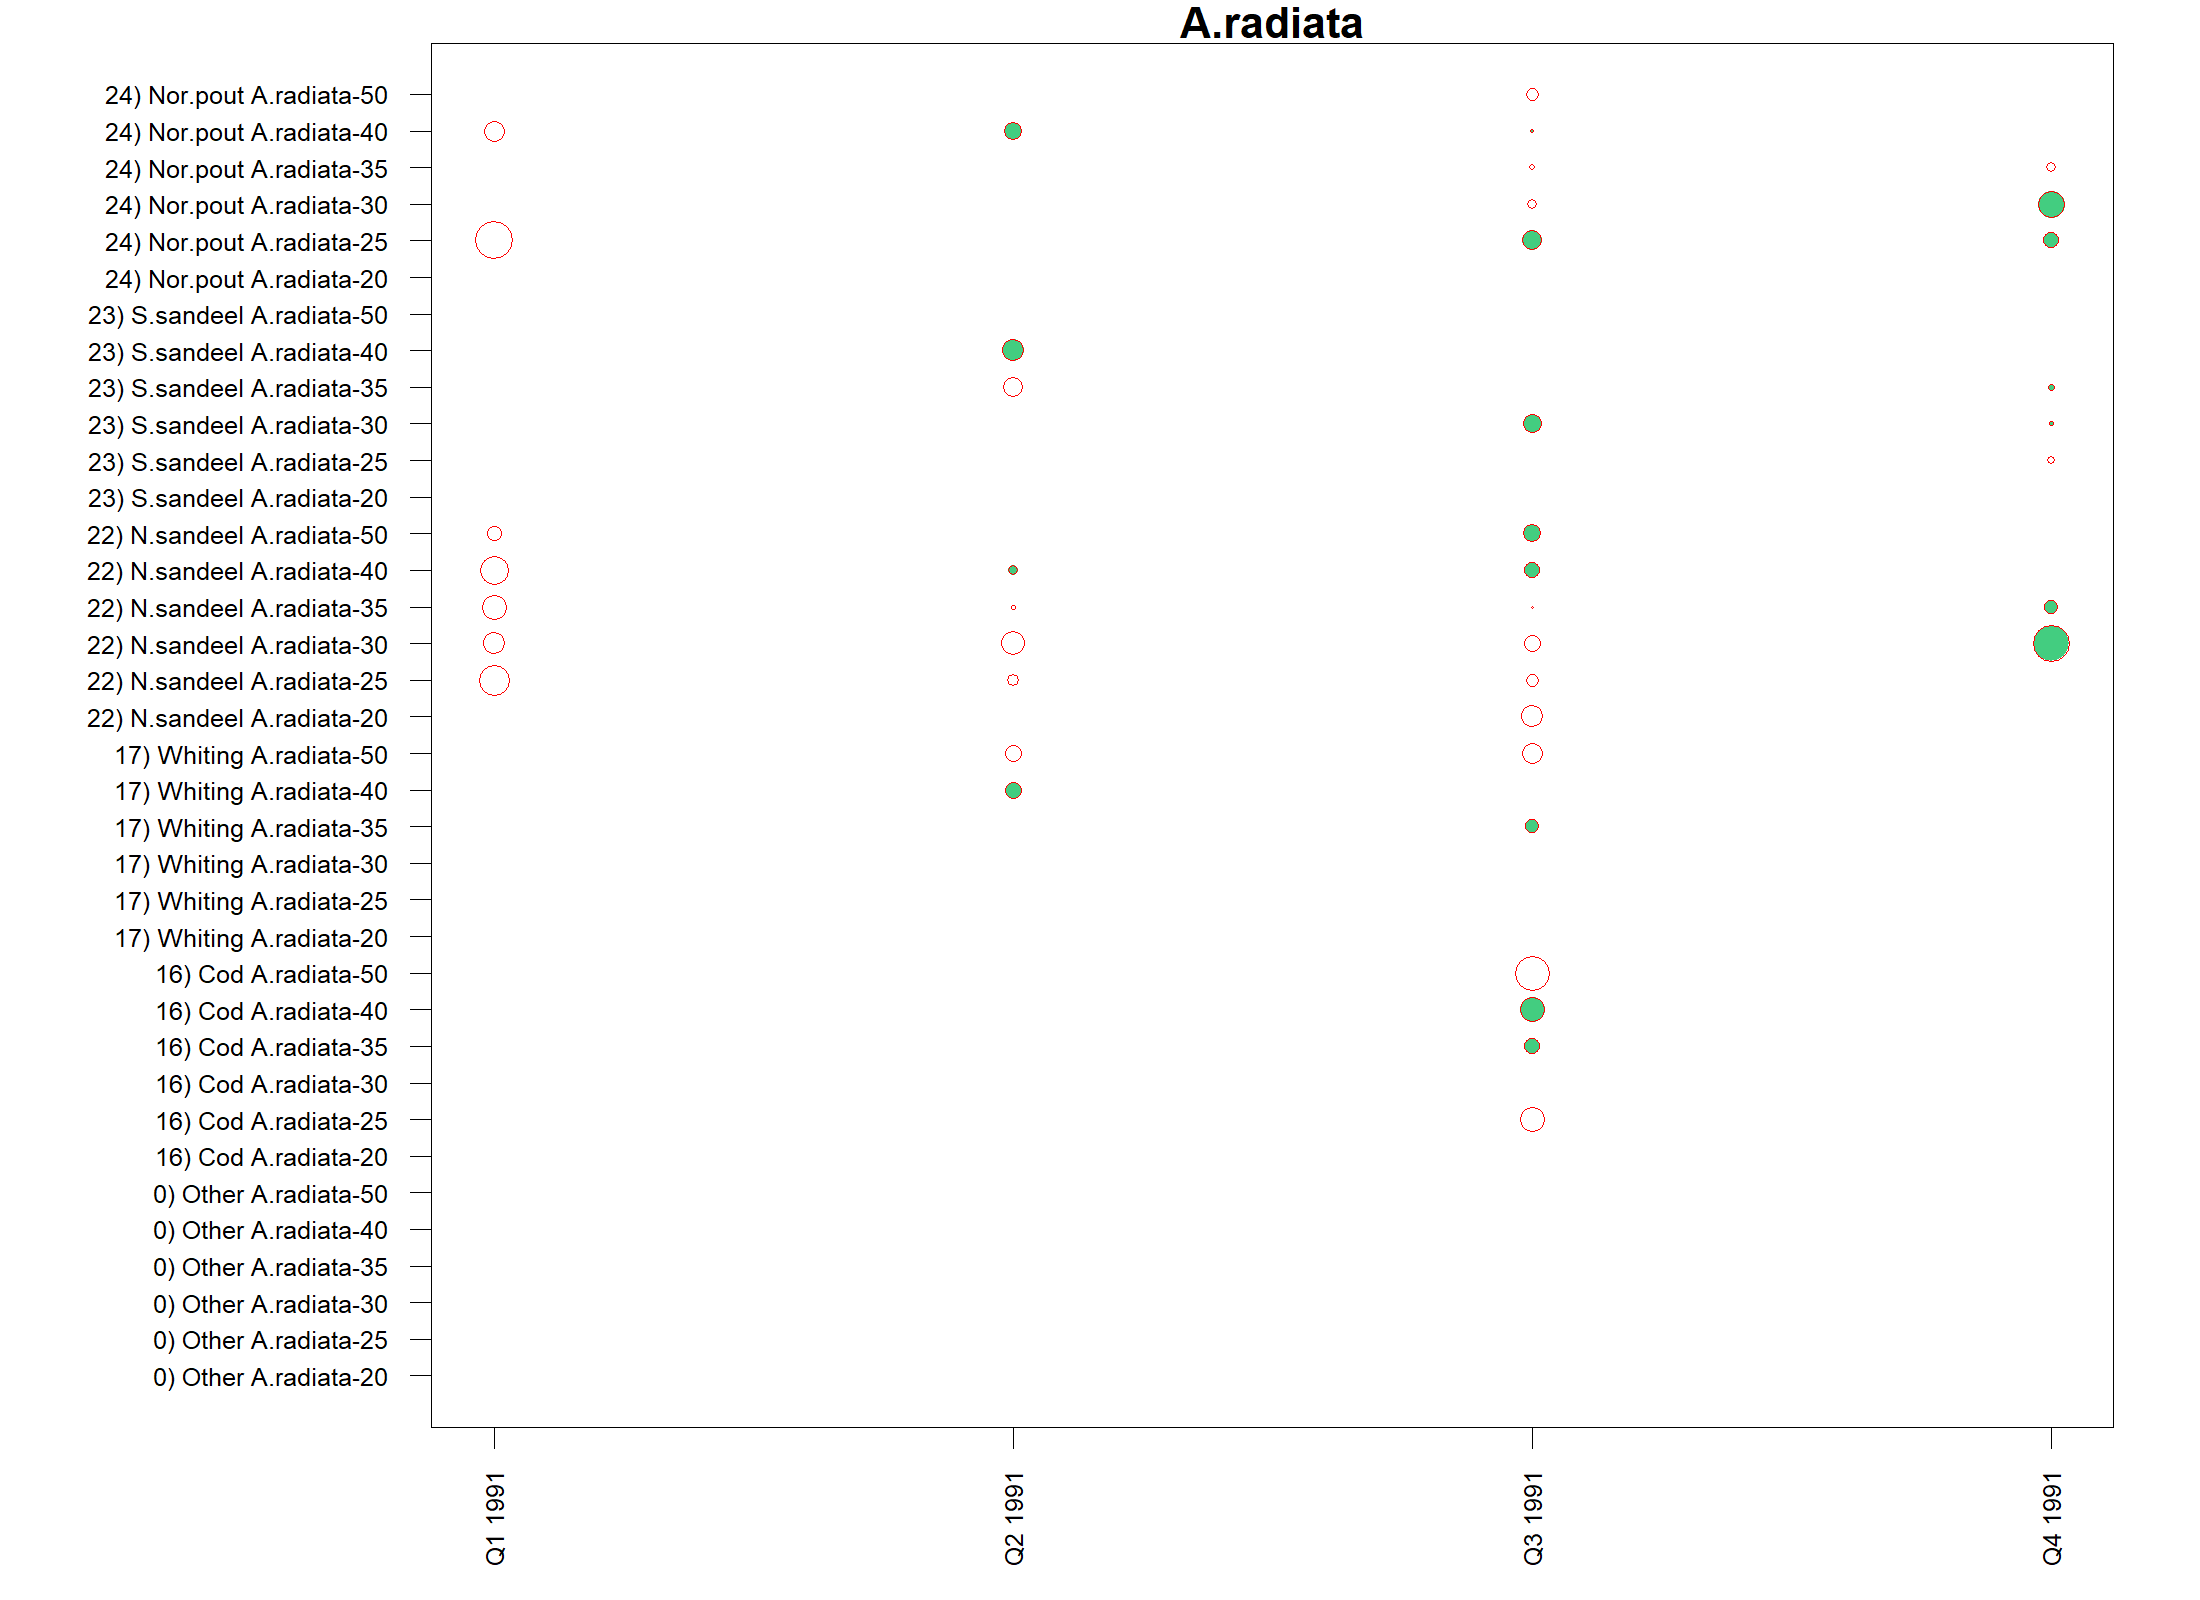 A.radiata
24) Nor.pout A.radiata-50
24) Nor.pout A.radiata-40
24) Nor.pout A.radiata-35
24) Nor.pout A.radiata-30
24) Nor.pout A.radiata-25
24) Nor.pout A.radiata-20
23) S.sandeel A.radiata-50
23) S.sandeel A.radiata-40
23) S.sandeel A.radiata-35
23) S.sandeel A.radiata-30
23) S.sandeel A.radiata-25
23) S.sandeel A.radiata-20
22) N.sandeel A.radiata-50
22) N.sandeel A.radiata-40
22) N.sandeel A.radiata-35
22) N.sandeel A.radiata-30
22) N.sandeel A.radiata-25
22) N.sandeel A.radiata-20
17) Whiting A.radiata-50
17) Whiting A.radiata-40
17) Whiting A.radiata-35
17) Whiting A.radiata-30
17) Whiting A.radiata-25
17) Whiting A.radiata-20
16) Cod A.radiata-50
16) Cod A.radiata-40
16) Cod A.radiata-35
16) Cod A.radiata-30
16) Cod A.radiata-25
16) Cod A.radiata-20
0) Other A.radiata-50
0) Other A.radiata-40
0) Other A.radiata-35
0) Other A.radiata-30
0) Other A.radiata-25
0) Other A.radiata-20
Q1 1991
Q2 1991
Q3 1991
Q4 1991